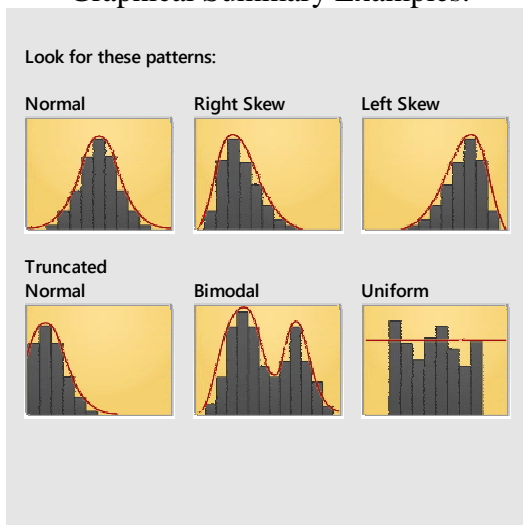 Graphical Summary Examples:
Look for these patterns:
Normal
Right Skew
Left Skew
Truncated
Normal
Bimodal
Uniform